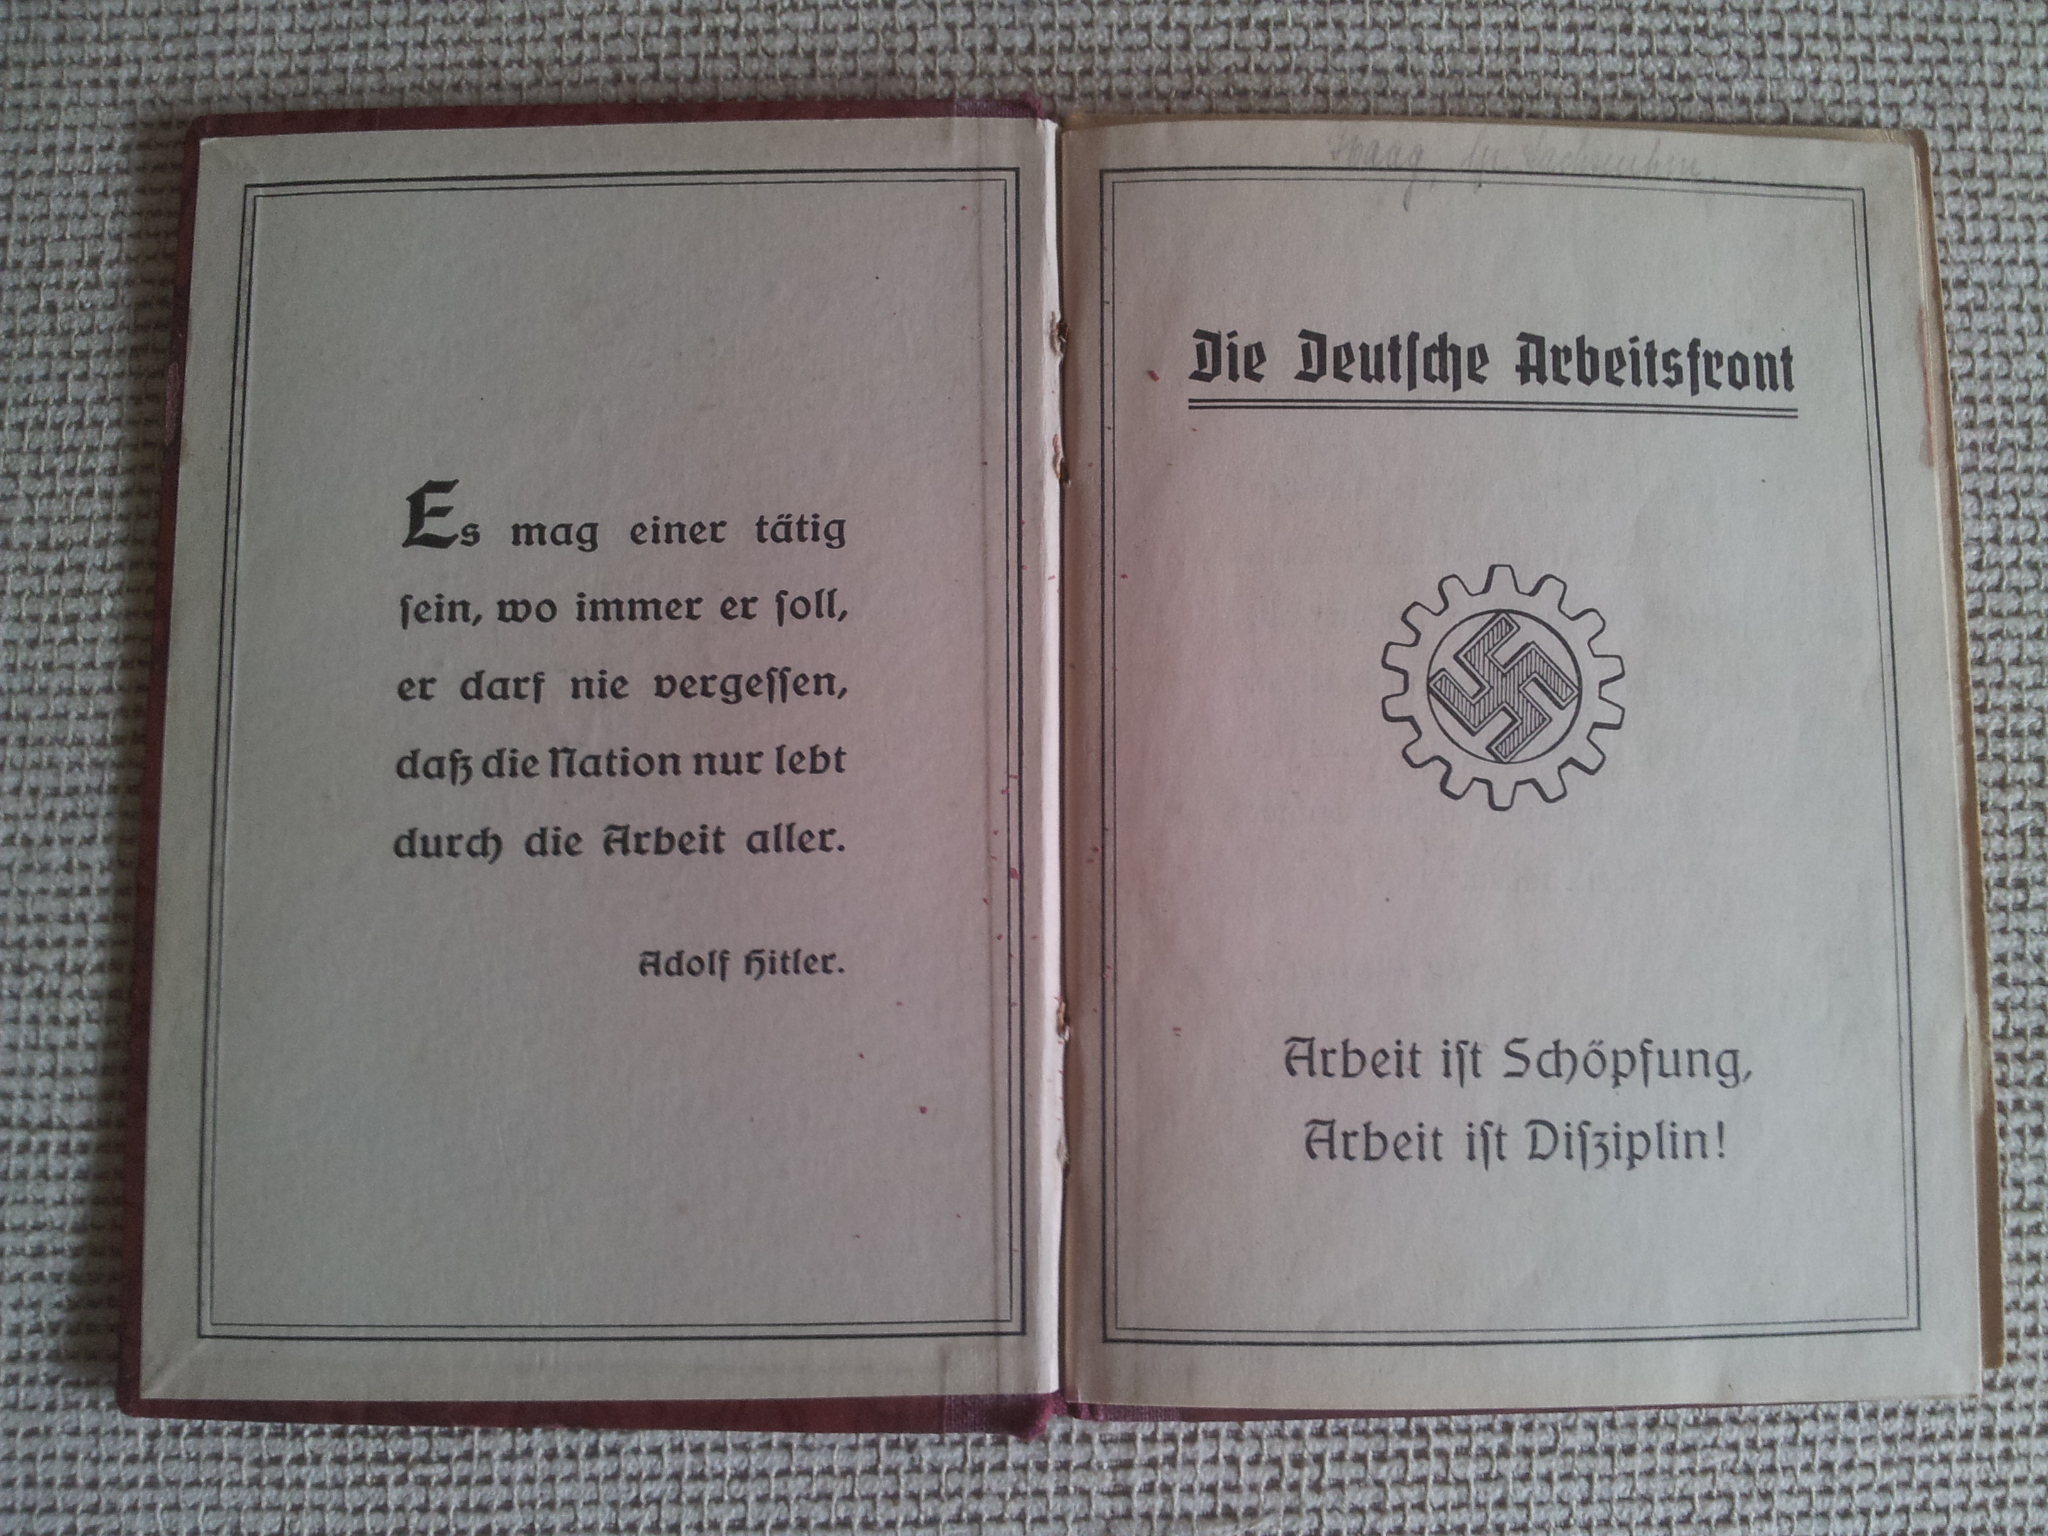 Es mag einer tätig
ſein, wo immer er ſoll,
er darf nie vergeſſen,
daß die Nation nur lebt
durch die Arbeit aller.
Adolf Hitler.
Haag
Die Deutſche Arbeitsfront
Arbeit iſt Schöpfung,
Arbeit iſt Diſziplin!